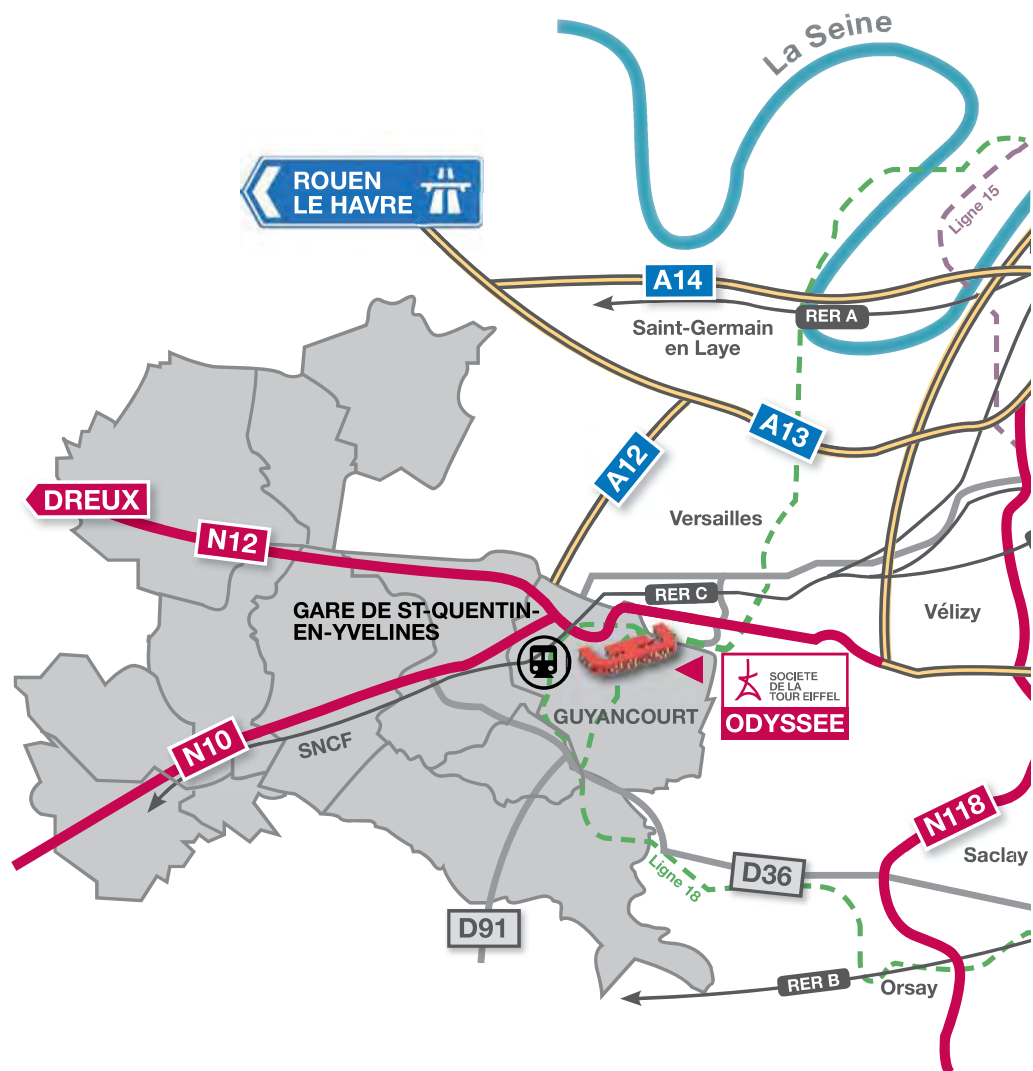 La Seine
ROUEN
LE HAVRE
Ligne 15
A14
RER A
Saint-Germain
en Laye
A13
A12
DREUX
Versailles
N12
RER C
GARE DE ST-QUENTIN-
EN-YVELINES
Vélizy
SOCIETE
DE LA
TOUR EIFFEL
ODYSSEE
GUYANCOURT
N10
SNCF
N118
Saclay
Ligne 18
D36
D91
RER B
Orsay